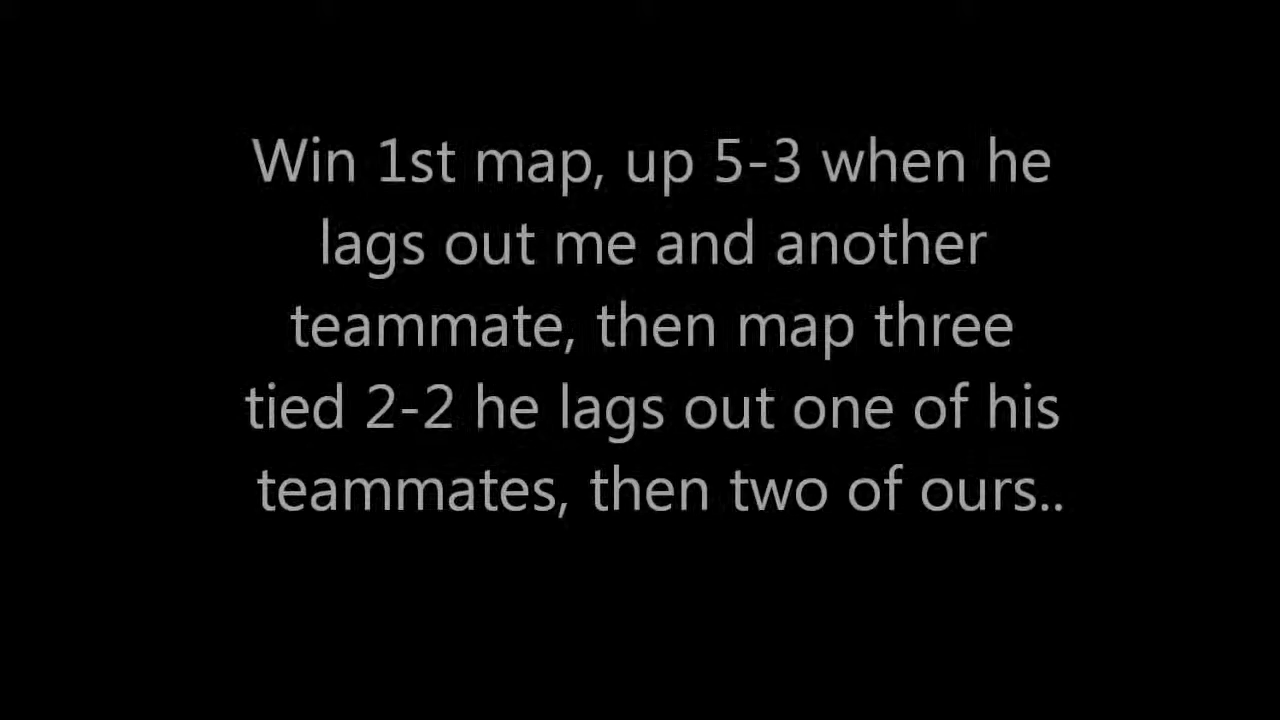 Win 1st map, up 5-3 when he
lags out me and another
teammate, then map three
tied 2-2 he lags out one of his
teammates, then two of ours..